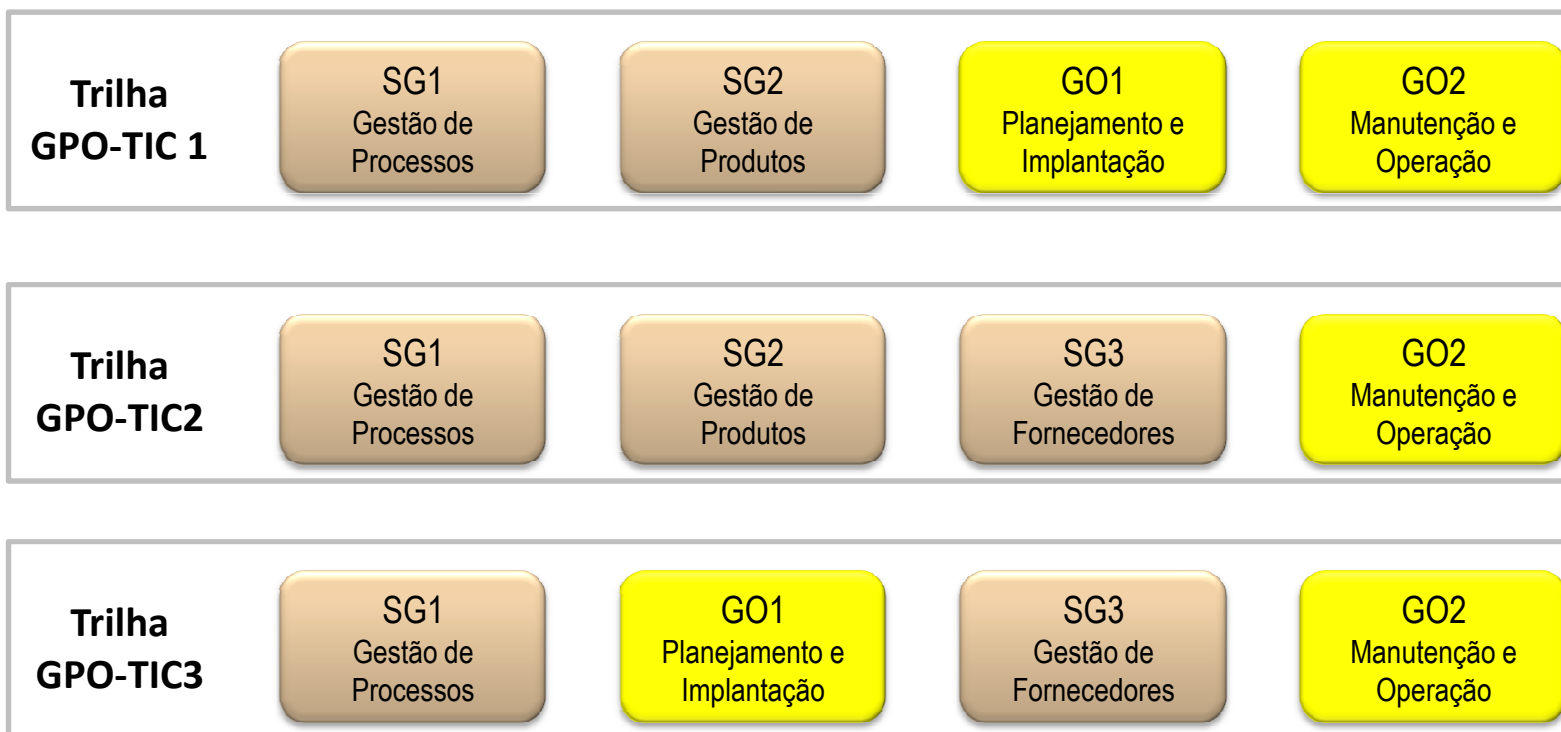 Trilha
GPO-TIC 1
SG1
Gestão de
Processos
SG2
Gestão de
Produtos
GO1
Planejamento e
Implantação
GO2
Manutenção e
Operação
Trilha
GPO-TIC2
SG1
Gestão de
Processos
SG2
Gestão de
Produtos
SG3
Gestão de
Fornecedores
GO2
Manutenção e
Operação
Trilha
GPO-TIC3
SG1
Gestão de
Processos
GO1
Planejamento e
Implantação
SG3
Gestão de
Fornecedores
GO2
Manutenção e
Operação